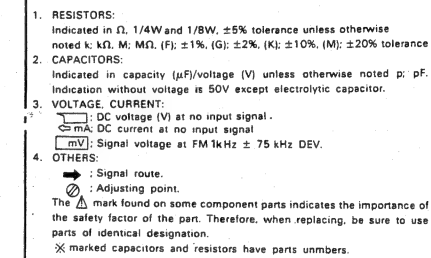 1. RESISTORS:
Indicated in Ω, 1/4W and 1/8W, ±5% tolerance unless otherwise
noted k; kΩ, M; MΩ, (F); ±1%, (G); ±2%, (K); ±10%, (M); ±20% tolerance
2. CAPACITORS:
Indicated in capacity (μF)/voltage (V) unless otherwise noted p; pF.
Indication without voltage is 50V except electrolytic capacitor.
3. VOLTAGE, CURRENT:
: DC voltage (V) at no input signal.
⇦ mA; DC current at no input signal
mV ; Signal voltage at FM 1kHz ± 75 kHz DEV.
4. OTHERS:
➡ ; Signal route.
⊘ ; Adjusting point.
The ⚠ mark found on some component parts indicates the importance of
the safety factor of the part. Therefore, when replacing, be sure to use
parts of identical designation.
※ marked capacitors and resistors have parts unmbers.